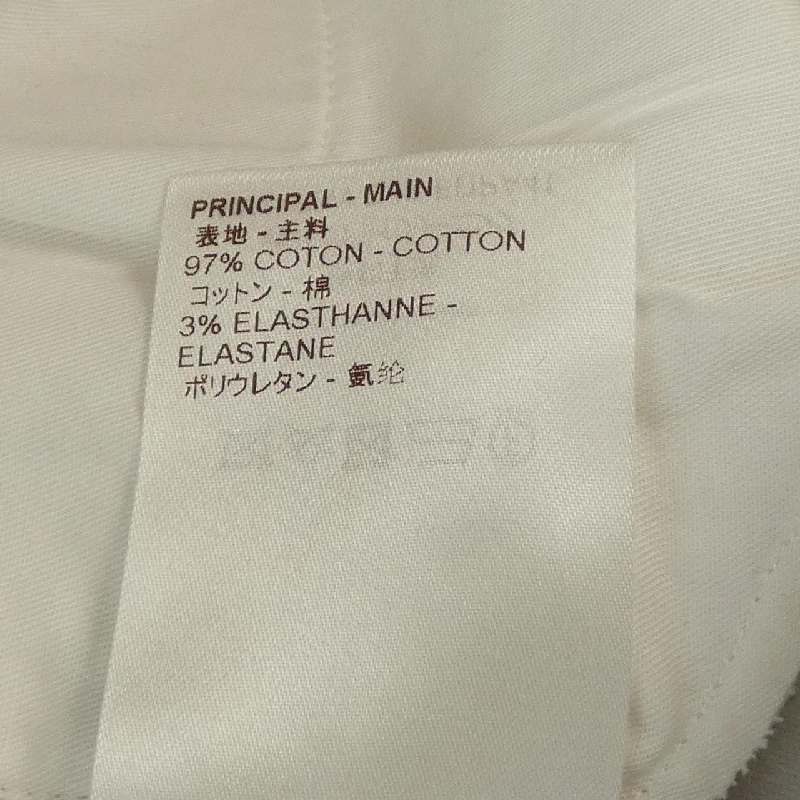 PRINCIPAL - MAIN
表地 - 主料
97% COTON - COTTON
コットン - 棉
3% ELASTHANNE -
ELASTANE
ポリウレタン - 氨纶